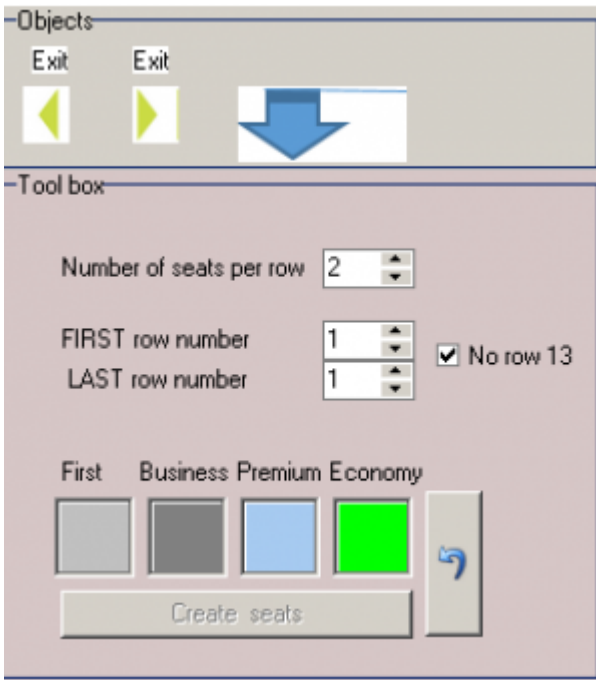 Objects
Exit Exit
Tool box
Number of seats per row 2
FIRST row number 1
No row 13
LAST row number 1
First Business Premium Economy
Create seats